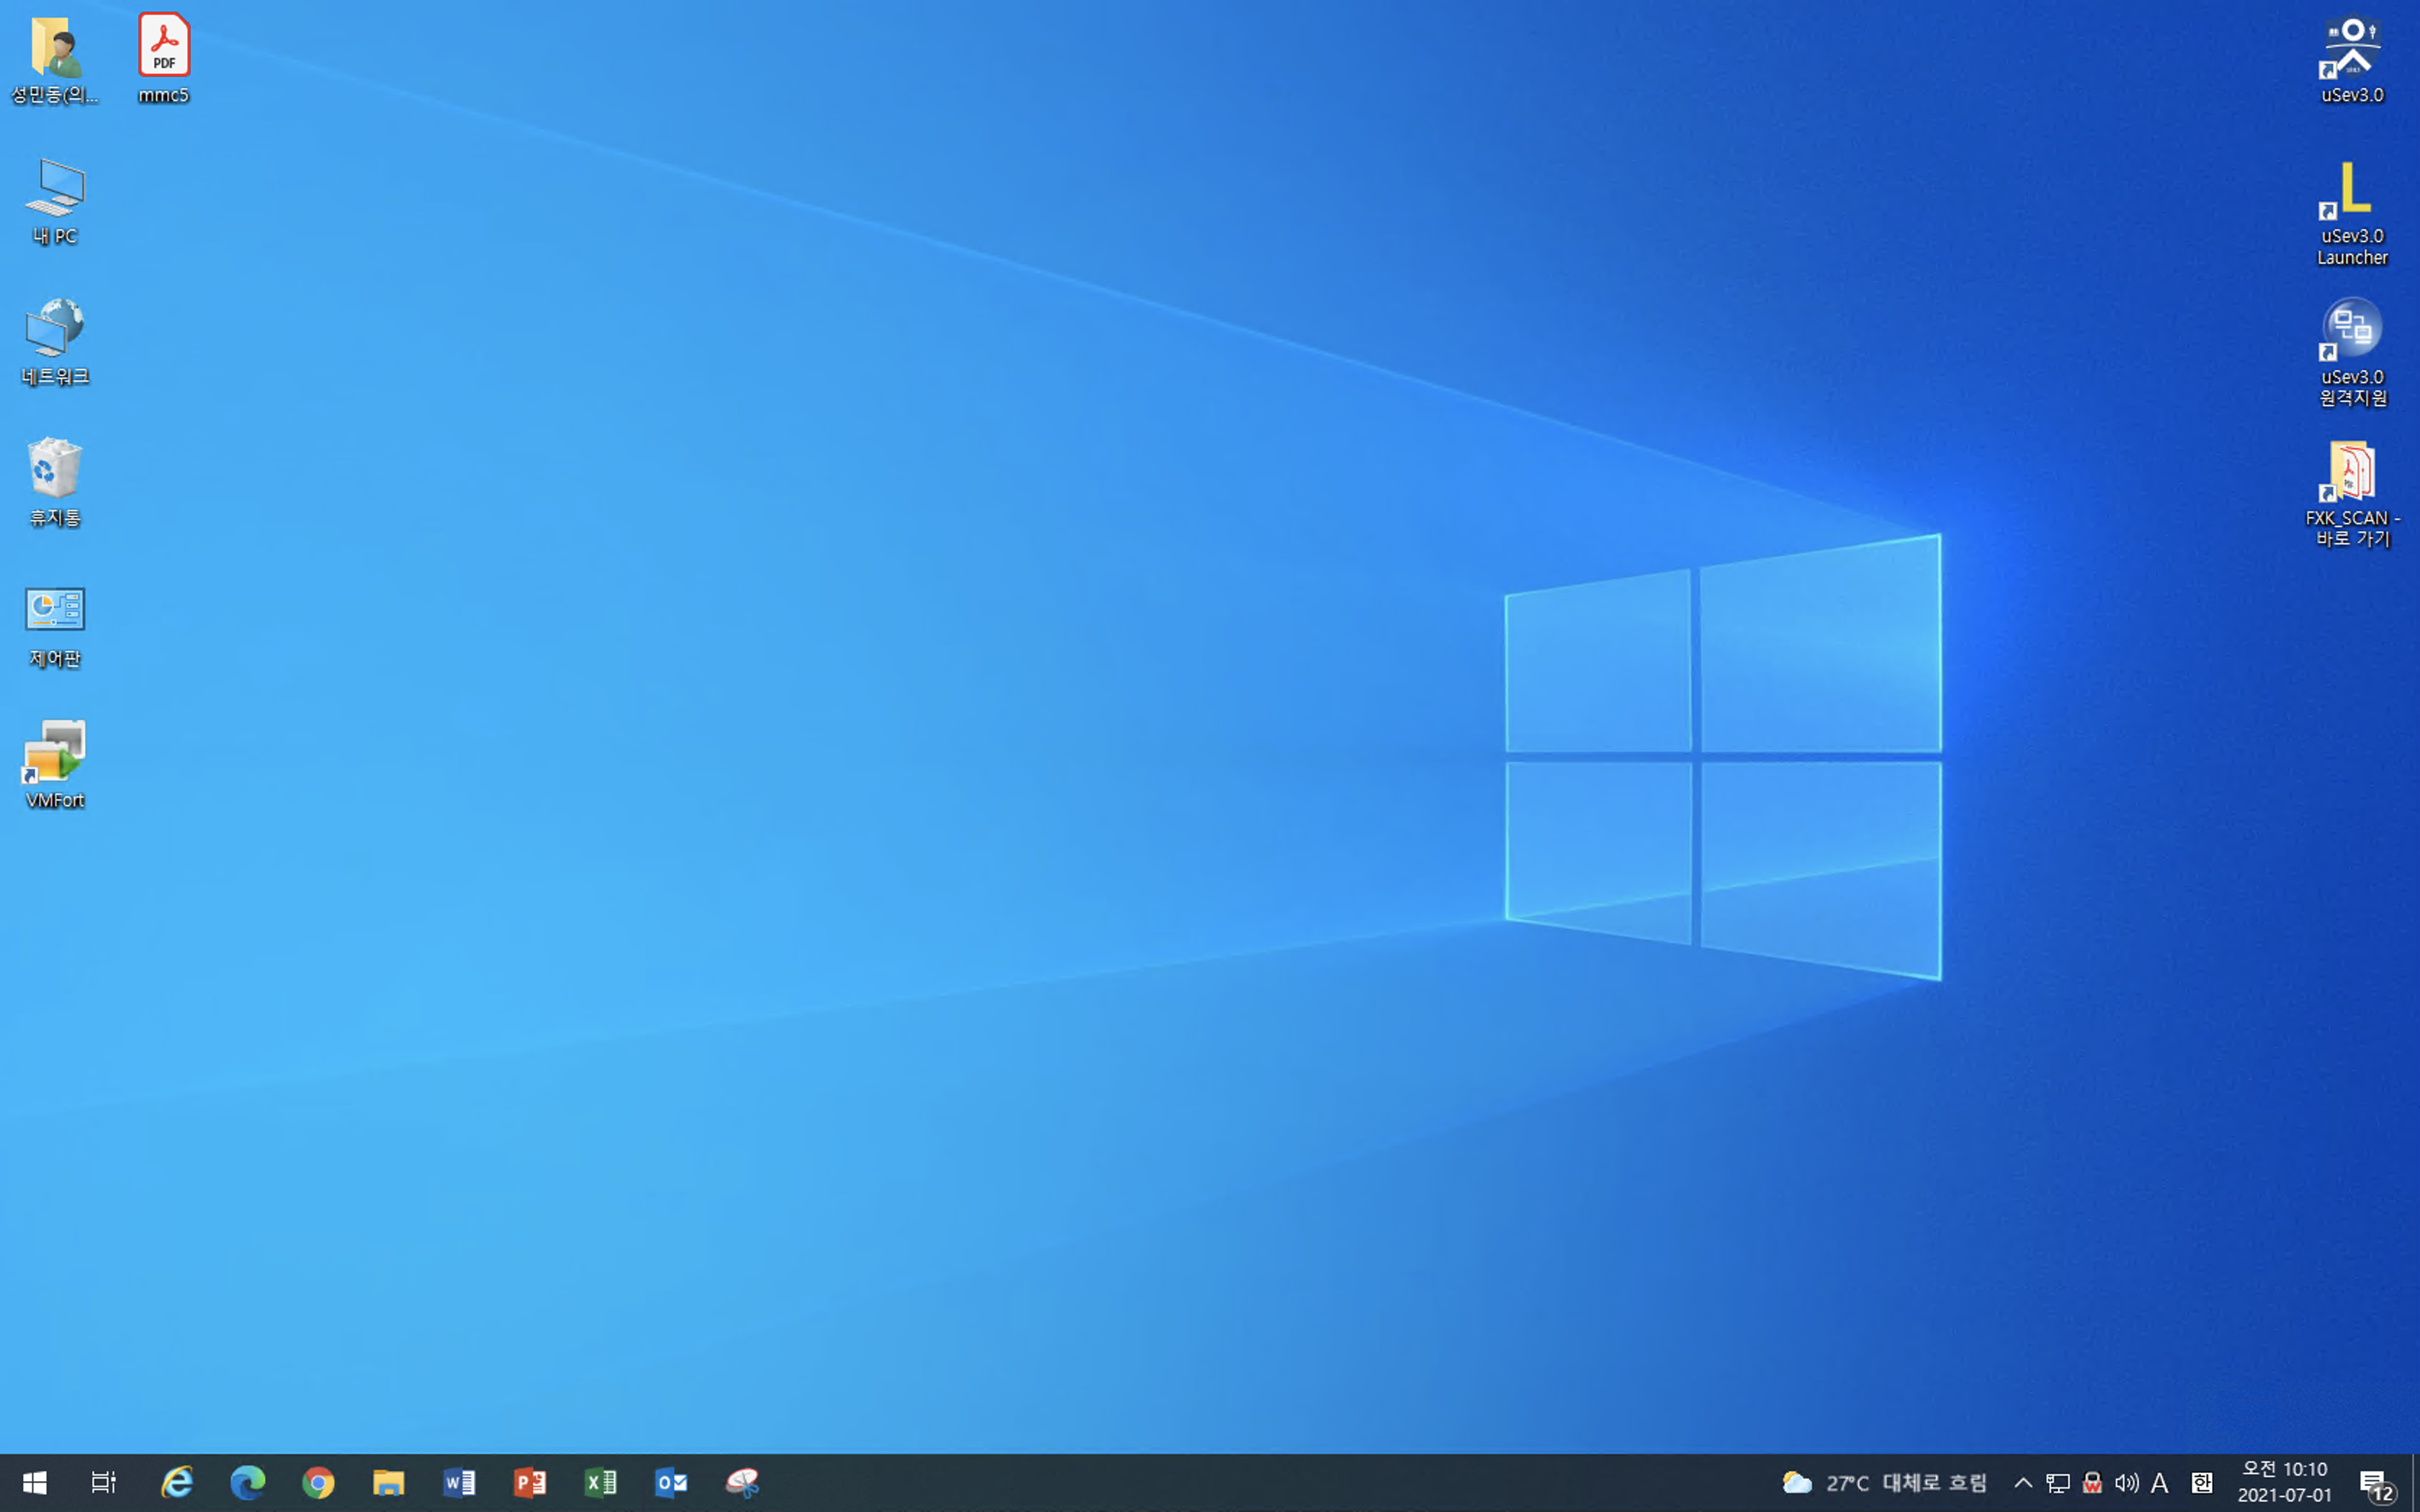 성민동(의...
PDF
mmc5
내 PC
네트워크
휴지통
제어판
VMFort
uSev3.0
L
uSev3.0
Launcher
uSev3.0
원격지원
FXK_SCAN -
바로 가기
27°C 대체로 흐림
A
한
오전 10:10
2021-07-01
12